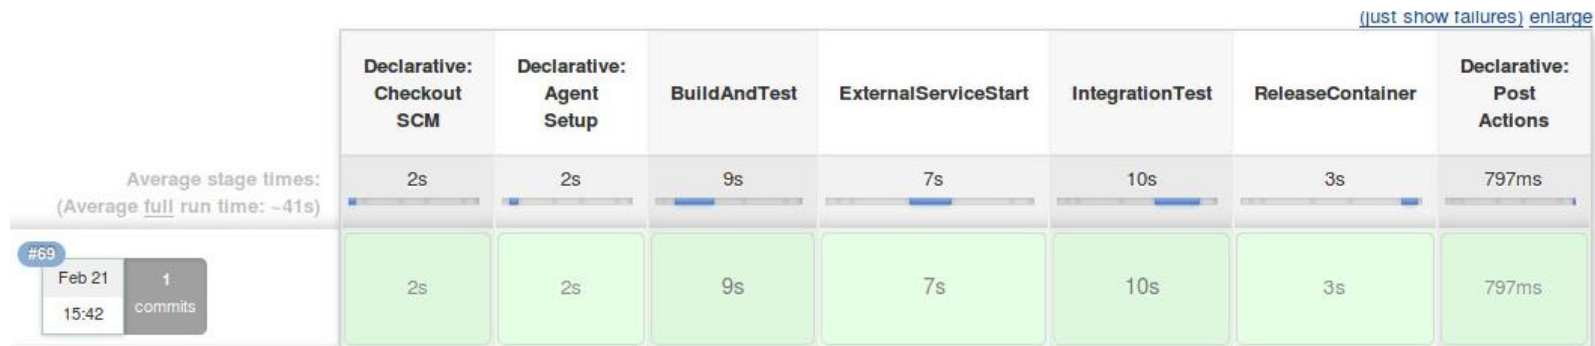 (just show failures) enlarge
Declarative: Checkout SCM
Declarative: Agent Setup
BuildAndTest
ExternalServiceStart
IntegrationTest
ReleaseContainer
Declarative: Post Actions
Average stage times:
2s 2s 9s 7s 10s 3s 797ms
(Average full run time: ~41s)
#69
Feb 21
1
commits
15:42
2s 2s 9s 7s 10s 3s 797ms